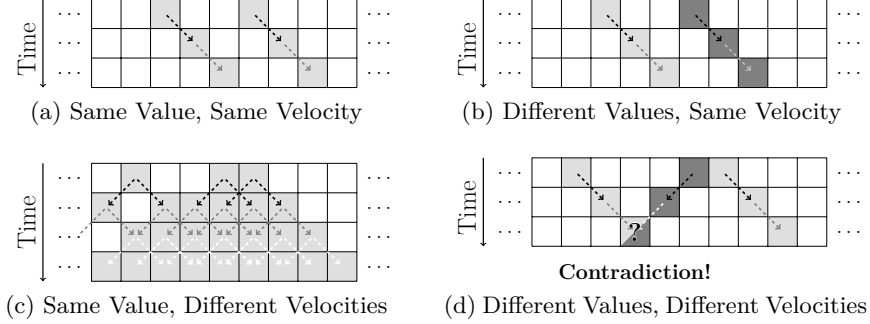 Time
(a) Same Value, Same Velocity
Time
(b) Different Values, Same Velocity
Time
(c) Same Value, Different Velocities
Time
?
Contradiction!
(d) Different Values, Different Velocities